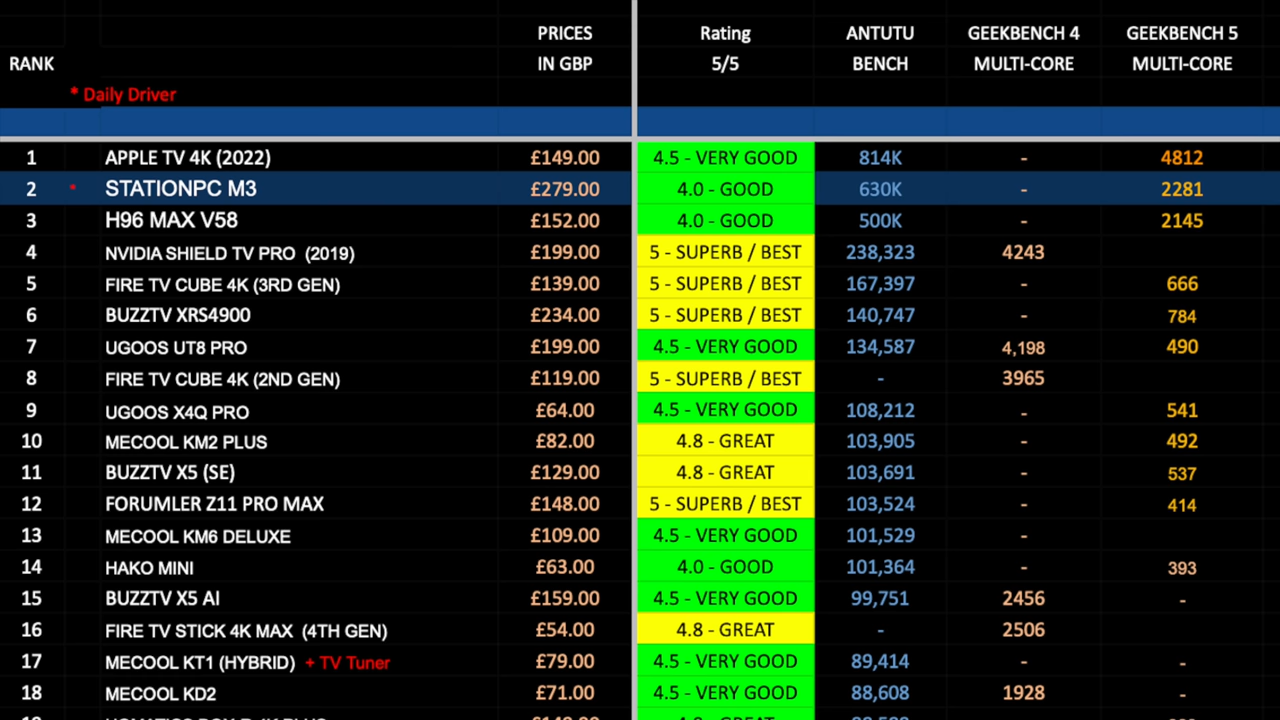 PRICES Rating ANTUTU GEEKBENCH 4 GEEKBENCH 5
RANK IN GBP 5/5 BENCH MULTI-CORE MULTI-CORE
* Daily Driver
1 APPLE TV 4K (2022) £149.00 4.5 - VERY GOOD 814K - 4812
2 * STATIONPC M3 £279.00 4.0 - GOOD 630K - 2281
3 H96 MAX V58 £152.00 4.0 - GOOD 500K - 2145
4 NVIDIA SHIELD TV PRO (2019) £199.00 5 - SUPERB / BEST 238,323 4243
5 FIRE TV CUBE 4K (3RD GEN) £139.00 5 - SUPERB / BEST 167,397 - 666
6 BUZZTV XRS4900 £234.00 5 - SUPERB / BEST 140,747 - 784
7 UGOOS UT8 PRO £199.00 4.5 - VERY GOOD 134,587 4,198 490
8 FIRE TV CUBE 4K (2ND GEN) £119.00 5 - SUPERB / BEST - 3965
9 UGOOS X4Q PRO £64.00 4.5 - VERY GOOD 108,212 - 541
10 MECOOL KM2 PLUS £82.00 4.8 - GREAT 103,905 - 492
11 BUZZTV X5 (SE) £129.00 4.8 - GREAT 103,691 - 537
12 FORUMLER Z11 PRO MAX £148.00 5 - SUPERB / BEST 103,524 - 414
13 MECOOL KM6 DELUXE £109.00 4.5 - VERY GOOD 101,529 -
14 HAKO MINI £63.00 4.0 - GOOD 101,364 - 393
15 BUZZTV X5 AI £159.00 4.5 - VERY GOOD 99,751 2456 -
16 FIRE TV STICK 4K MAX (4TH GEN) £54.00 4.8 - GREAT - 2506
17 MECOOL KT1 (HYBRID) + TV Tuner £79.00 4.5 - VERY GOOD 89,414 - -
18 MECOOL KD2 £71.00 4.5 - VERY GOOD 88,608 1928 -